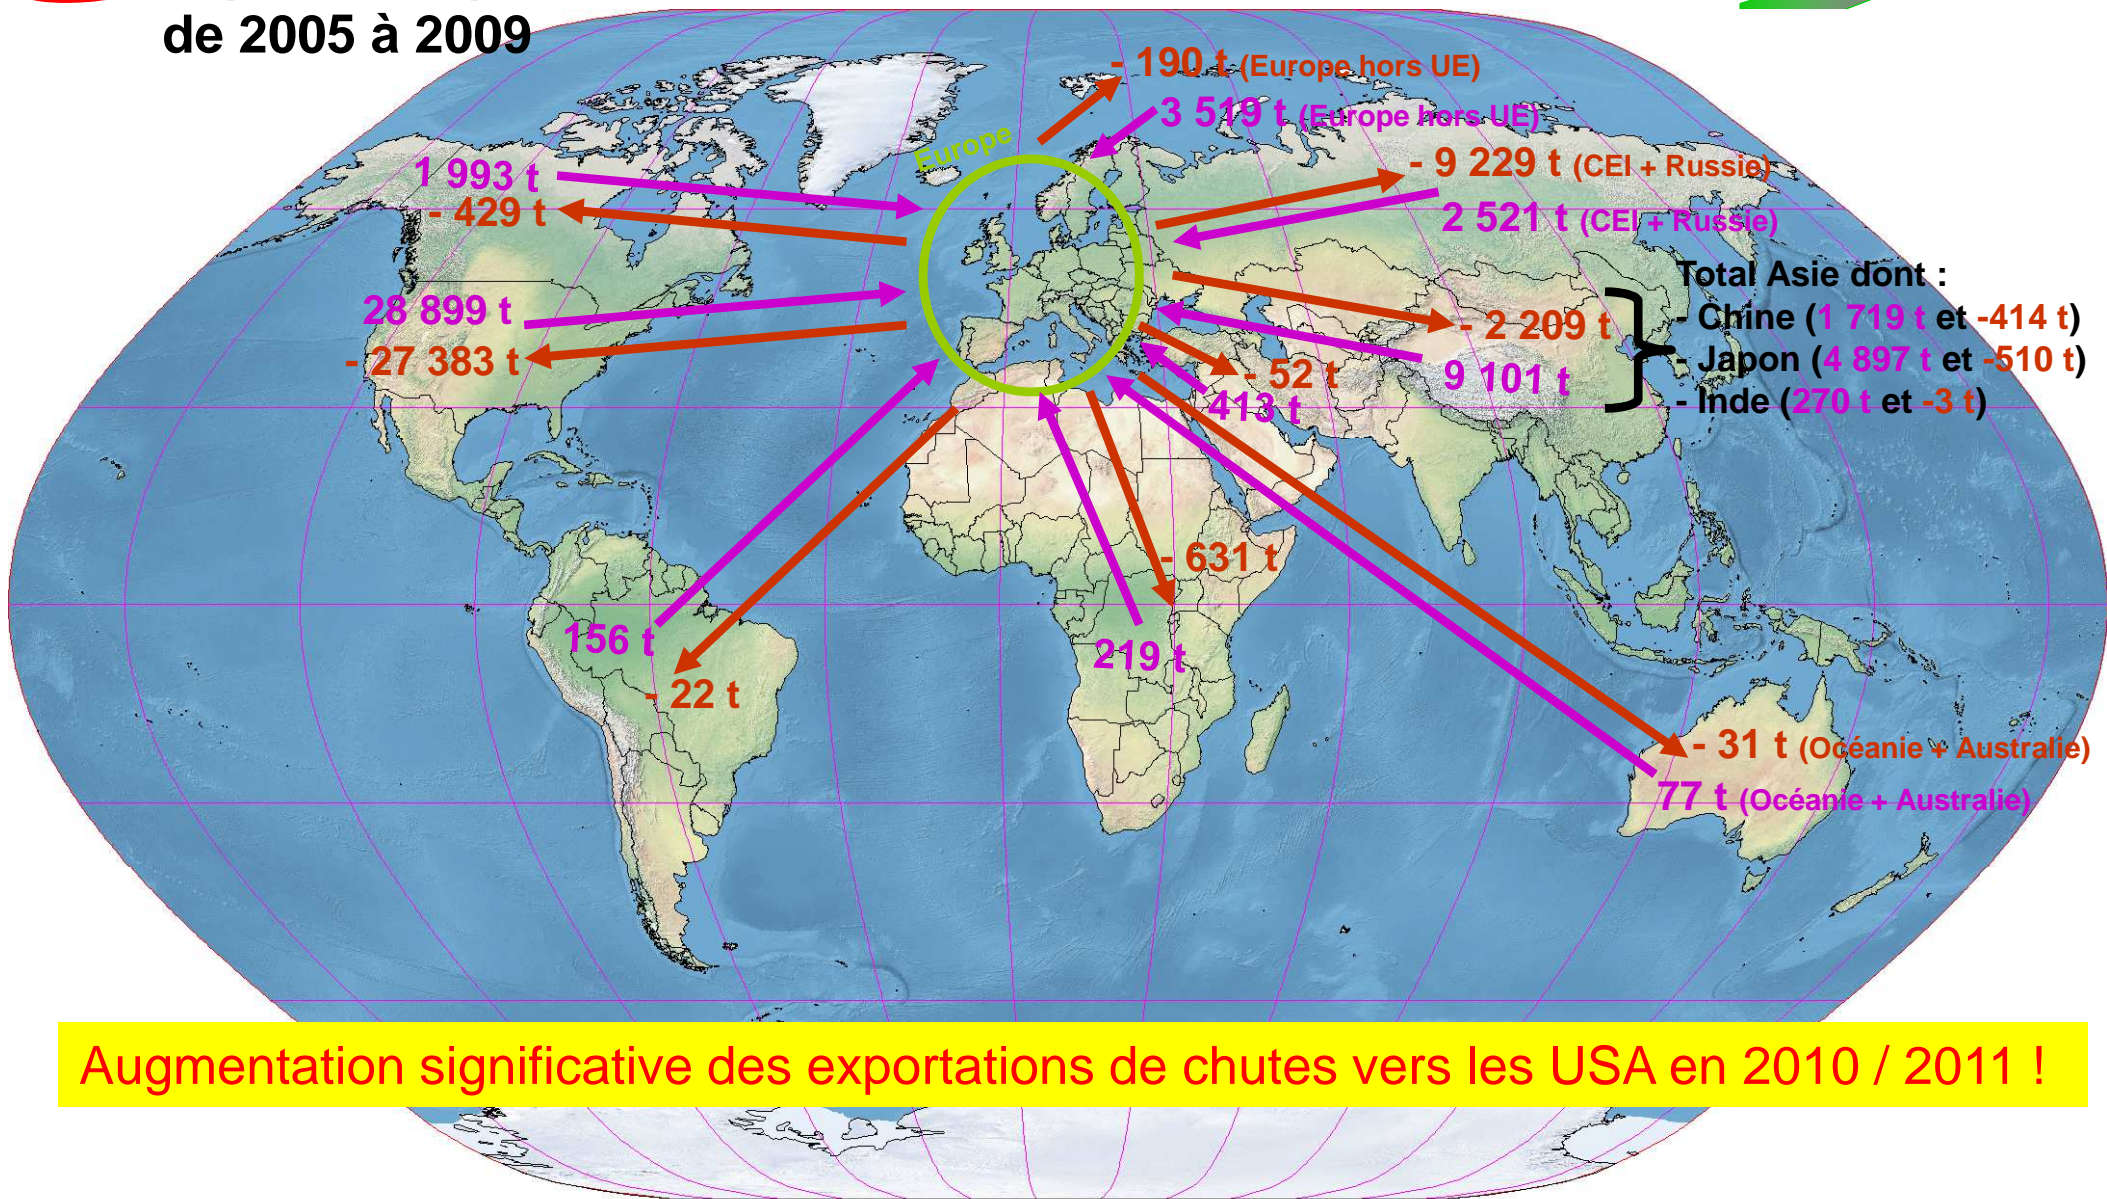 de 2005 à 2009
- 190 t (Europe hors UE)
3 519 t (Europe hors UE)
Europe
1 993 t
- 429 t
- 9 229 t (CEI + Russie)
2 521 t (CEI + Russie)
28 899 t
- 27 383 t
- 2 209 t
9 101 t
Total Asie dont :
- Chine (1 719 t et -414 t)
- Japon (4 897 t et -510 t)
- Inde (270 t et -3 t)
- 52 t
413 t
- 631 t
219 t
156 t
- 22 t
- 31 t (Océanie + Australie)
77 t (Océanie + Australie)
Augmentation significative des exportations de chutes vers les USA en 2010 / 2011 !